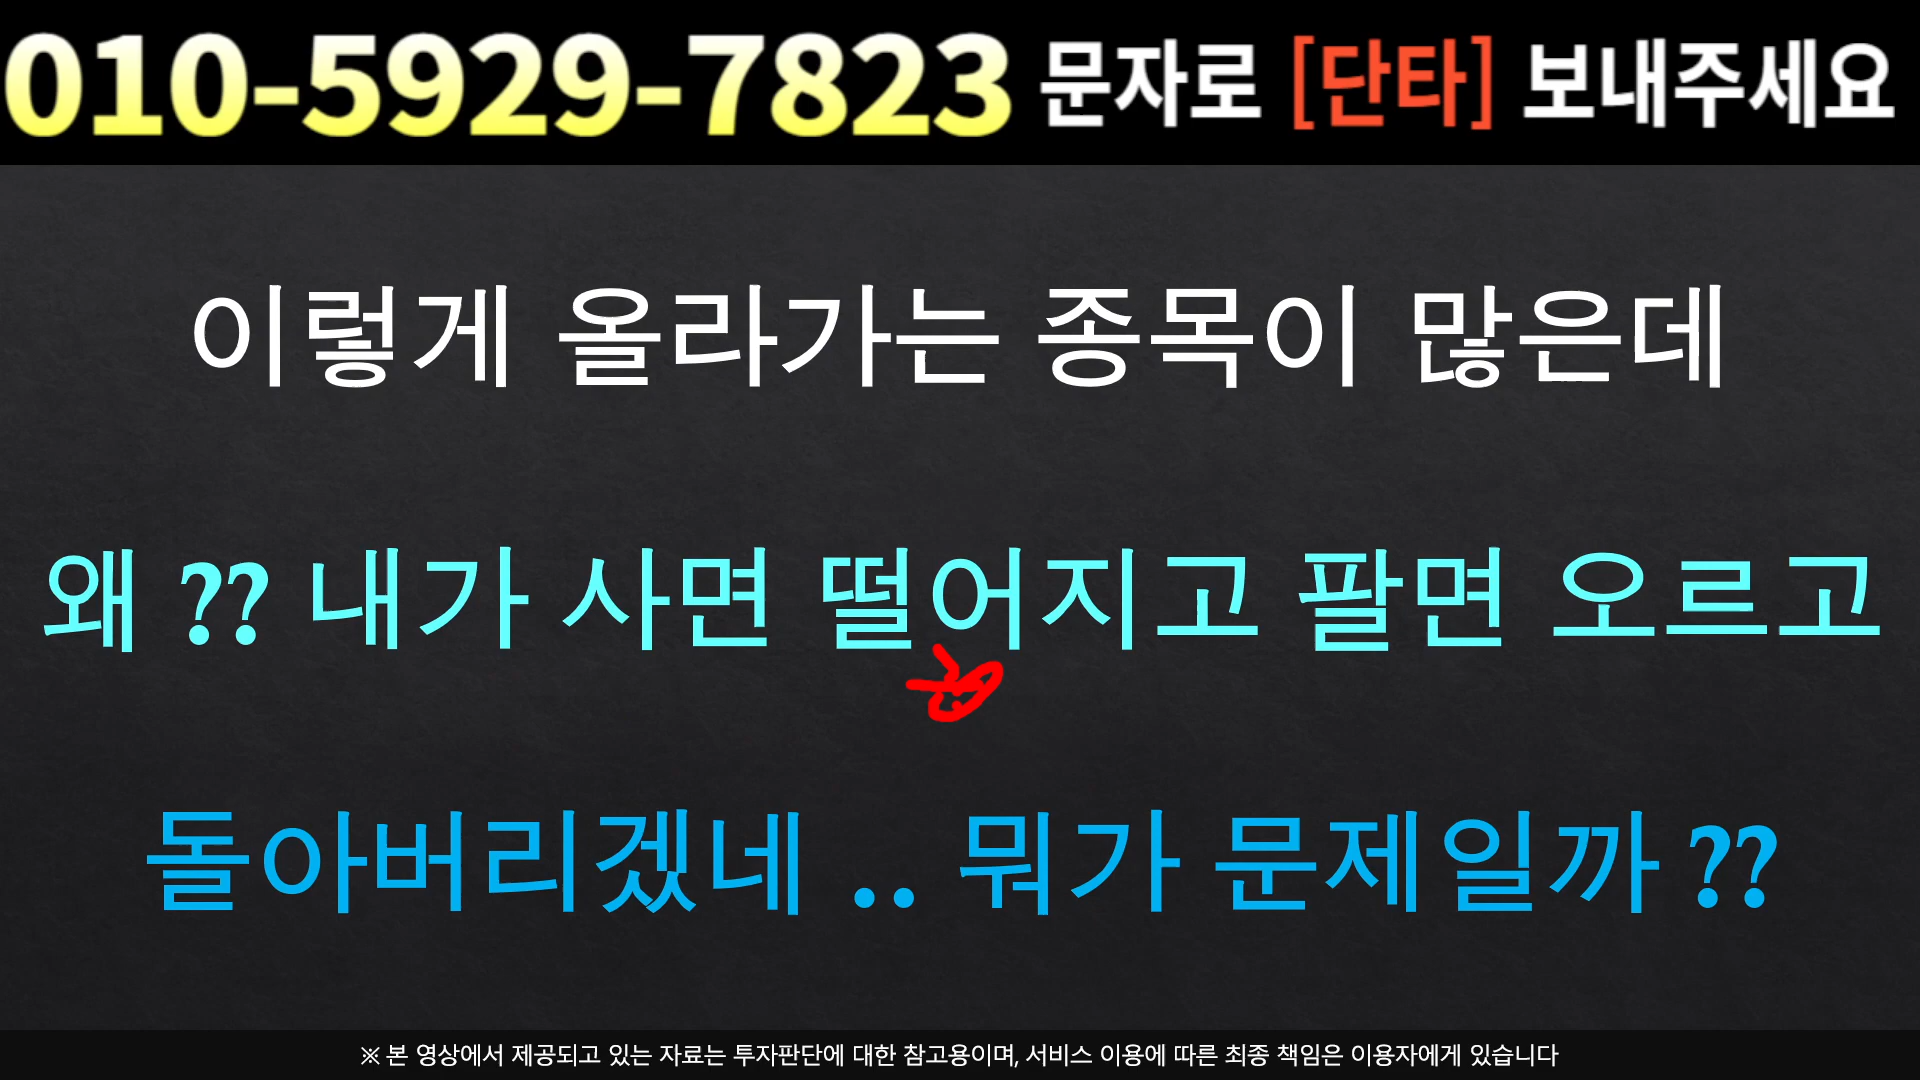 010-5929-7823 문자로 [단타] 보내주세요
이렇게 올라가는 종목이 많은데
왜 ?? 내가 사면 떨어지고 팔면 오르고
돌아버리겠네 .. 뭐가 문제일까 ??
※ 본 영상에서 제공되고 있는 자료는 투자판단에 대한 참고용이며, 서비스 이용에 따른 최종 책임은 이용자에게 있습니다